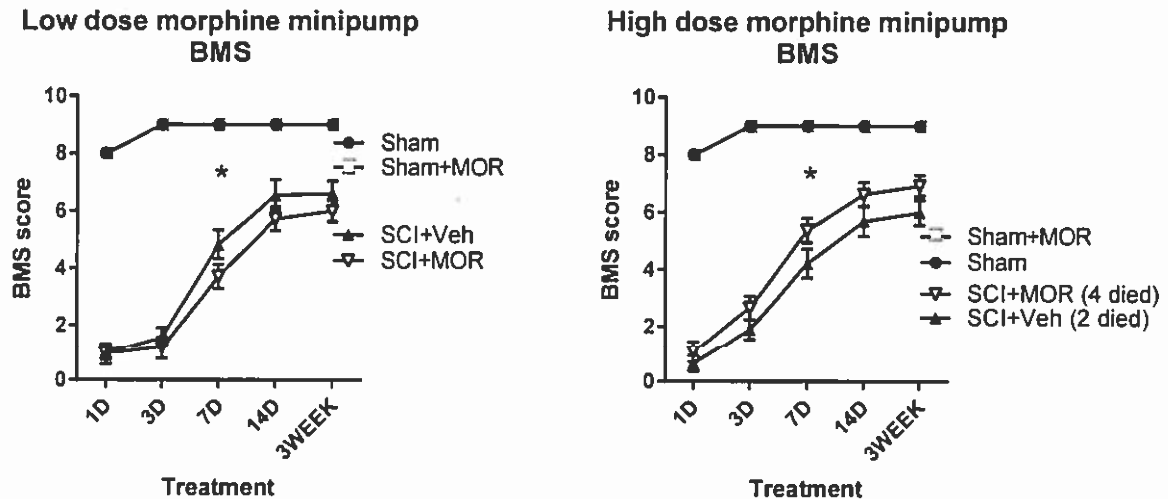 Low dose morphine minipump
BMS
BMS score
10
8
6
4
2
0
*
Sham
Sham+MOR
SCI+Veh
SCI+MOR
1D
3D
7D
14D
3WEEK
Treatment
High dose morphine minipump
BMS
BMS score
10
8
6
4
2
0
*
Sham+MOR
Sham
SCI+MOR (4 died)
SCI+Veh (2 died)
1D
3D
7D
14D
3WEEK
Treatment